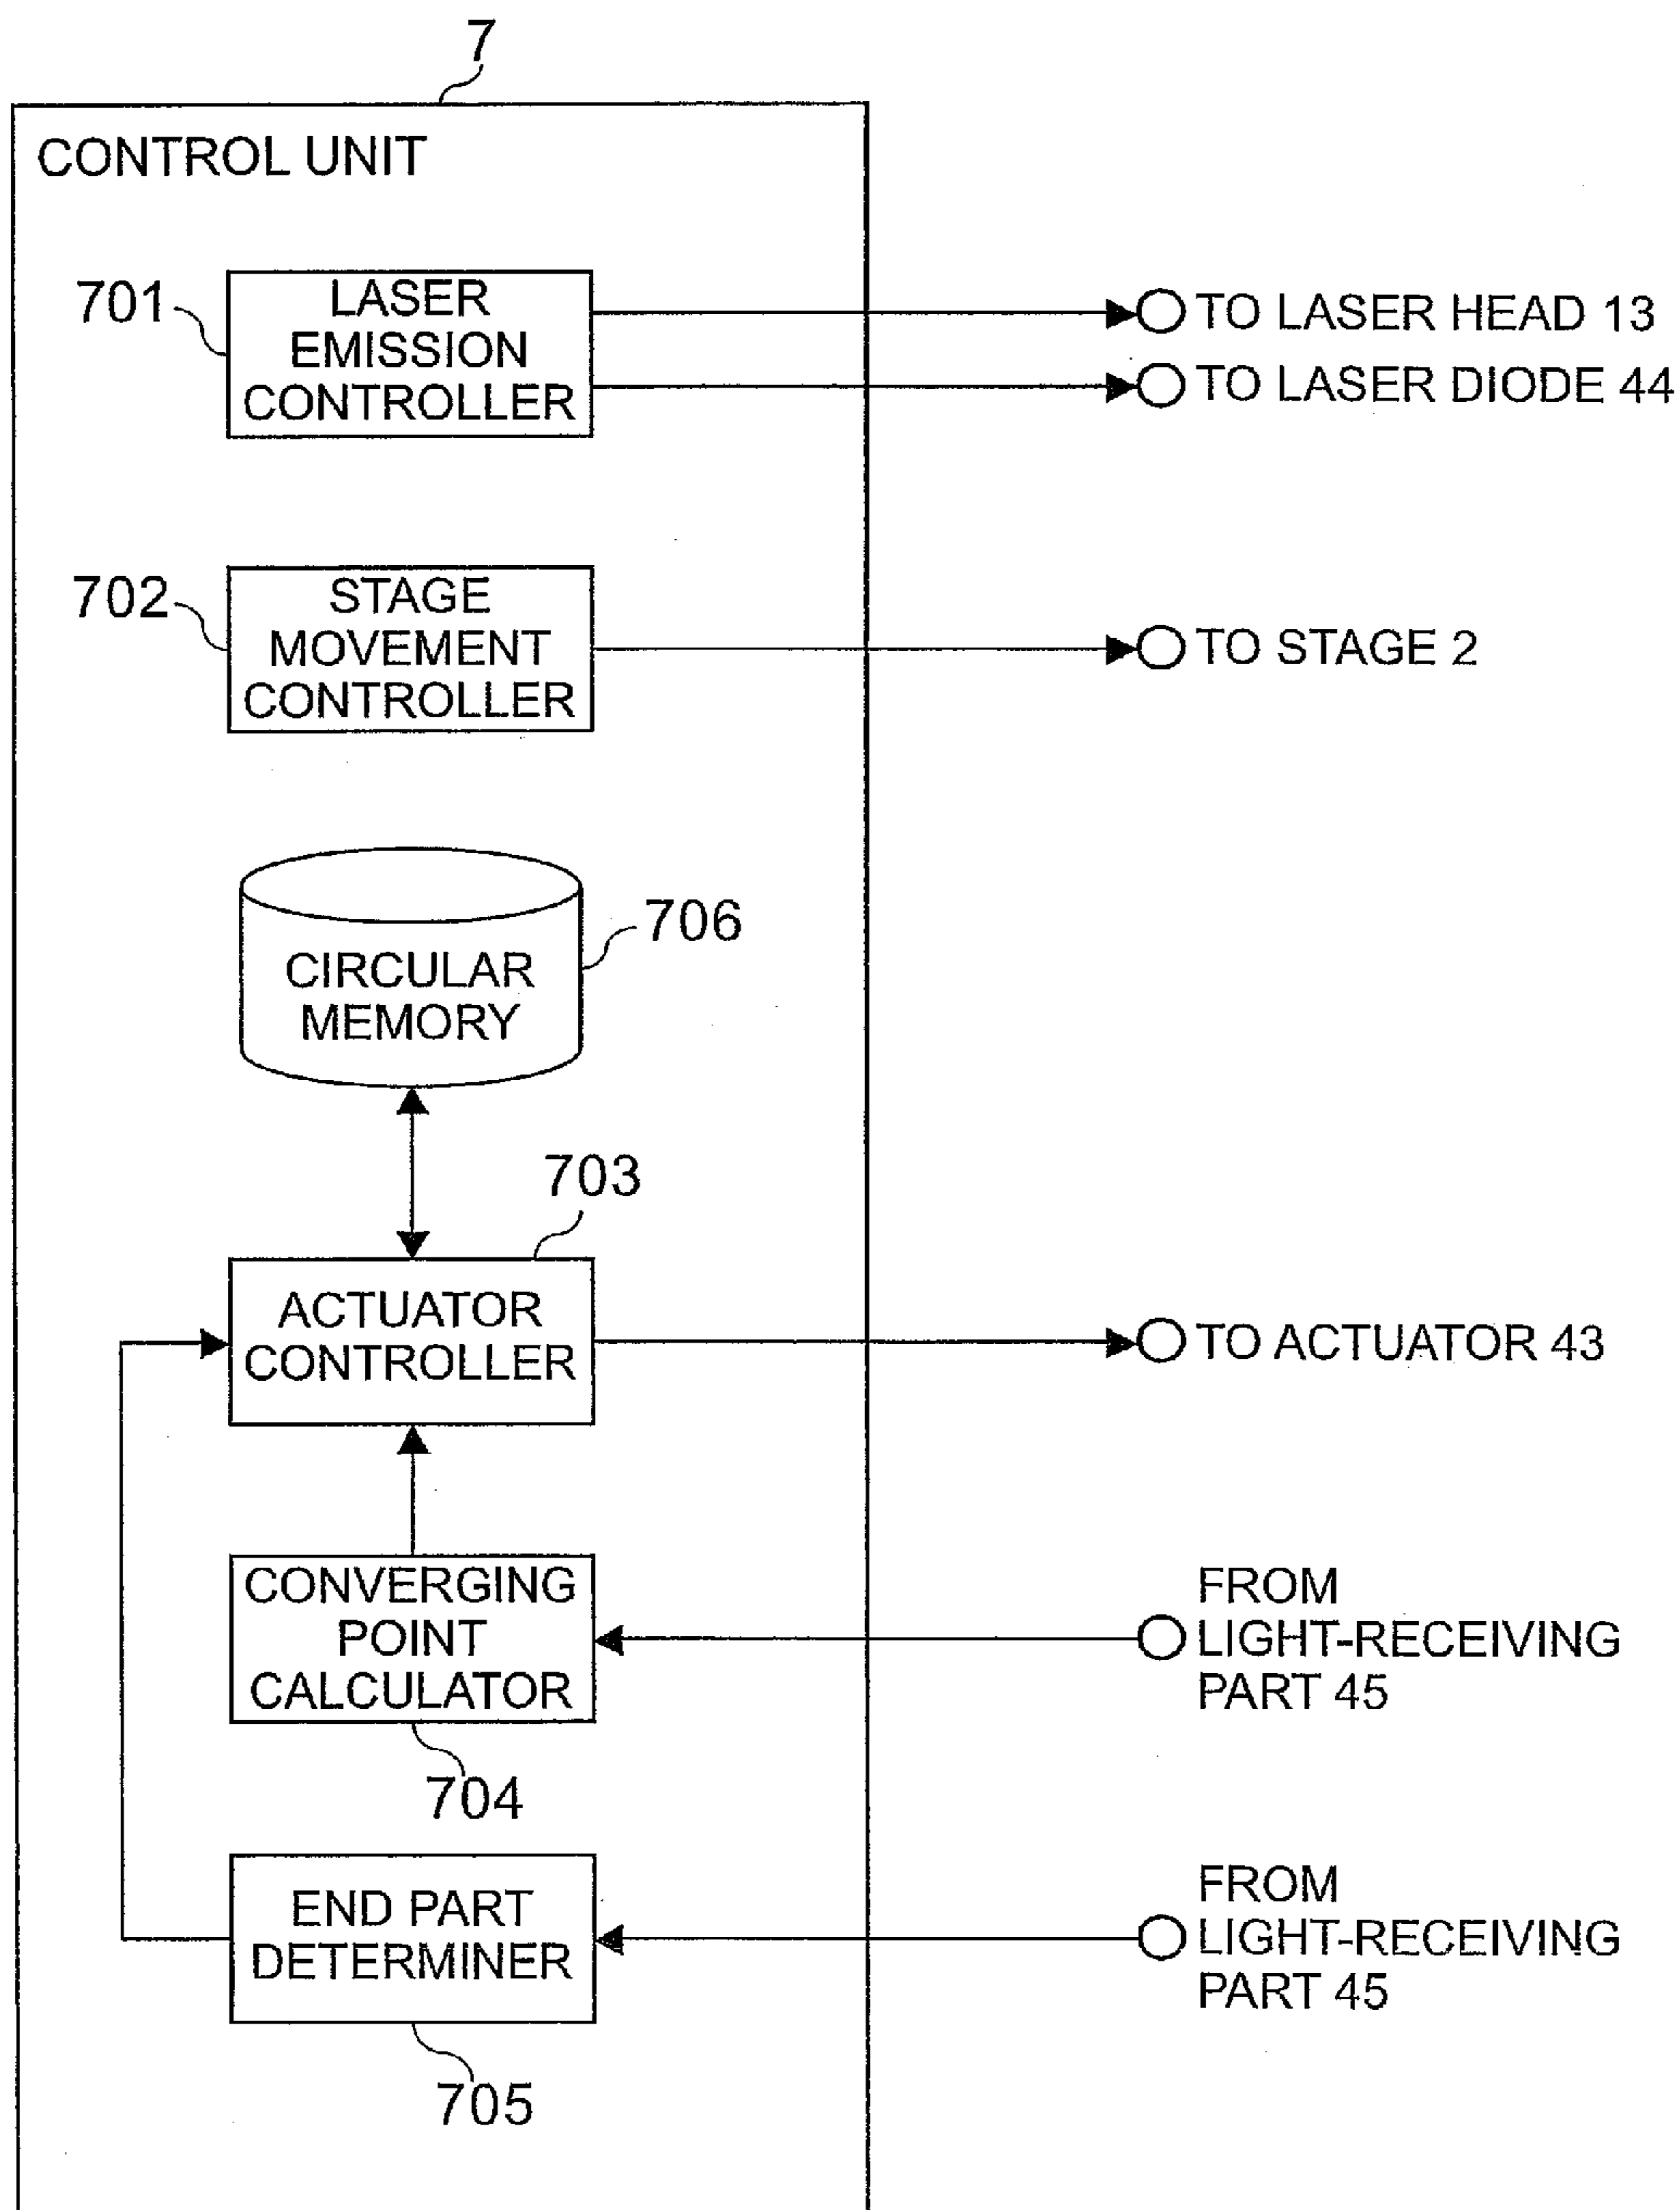 7
CONTROL UNIT
701
LASER
EMISSION
CONTROLLER
TO LASER HEAD 13
TO LASER DIODE 44
702
STAGE
MOVEMENT
CONTROLLER
TO STAGE 2
706
CIRCULAR
MEMORY
703
ACTUATOR
CONTROLLER
TO ACTUATOR 43
CONVERGING
POINT
CALCULATOR
704
FROM
LIGHT-RECEIVING
PART 45
END PART
DETERMINER
705
FROM
LIGHT-RECEIVING
PART 45